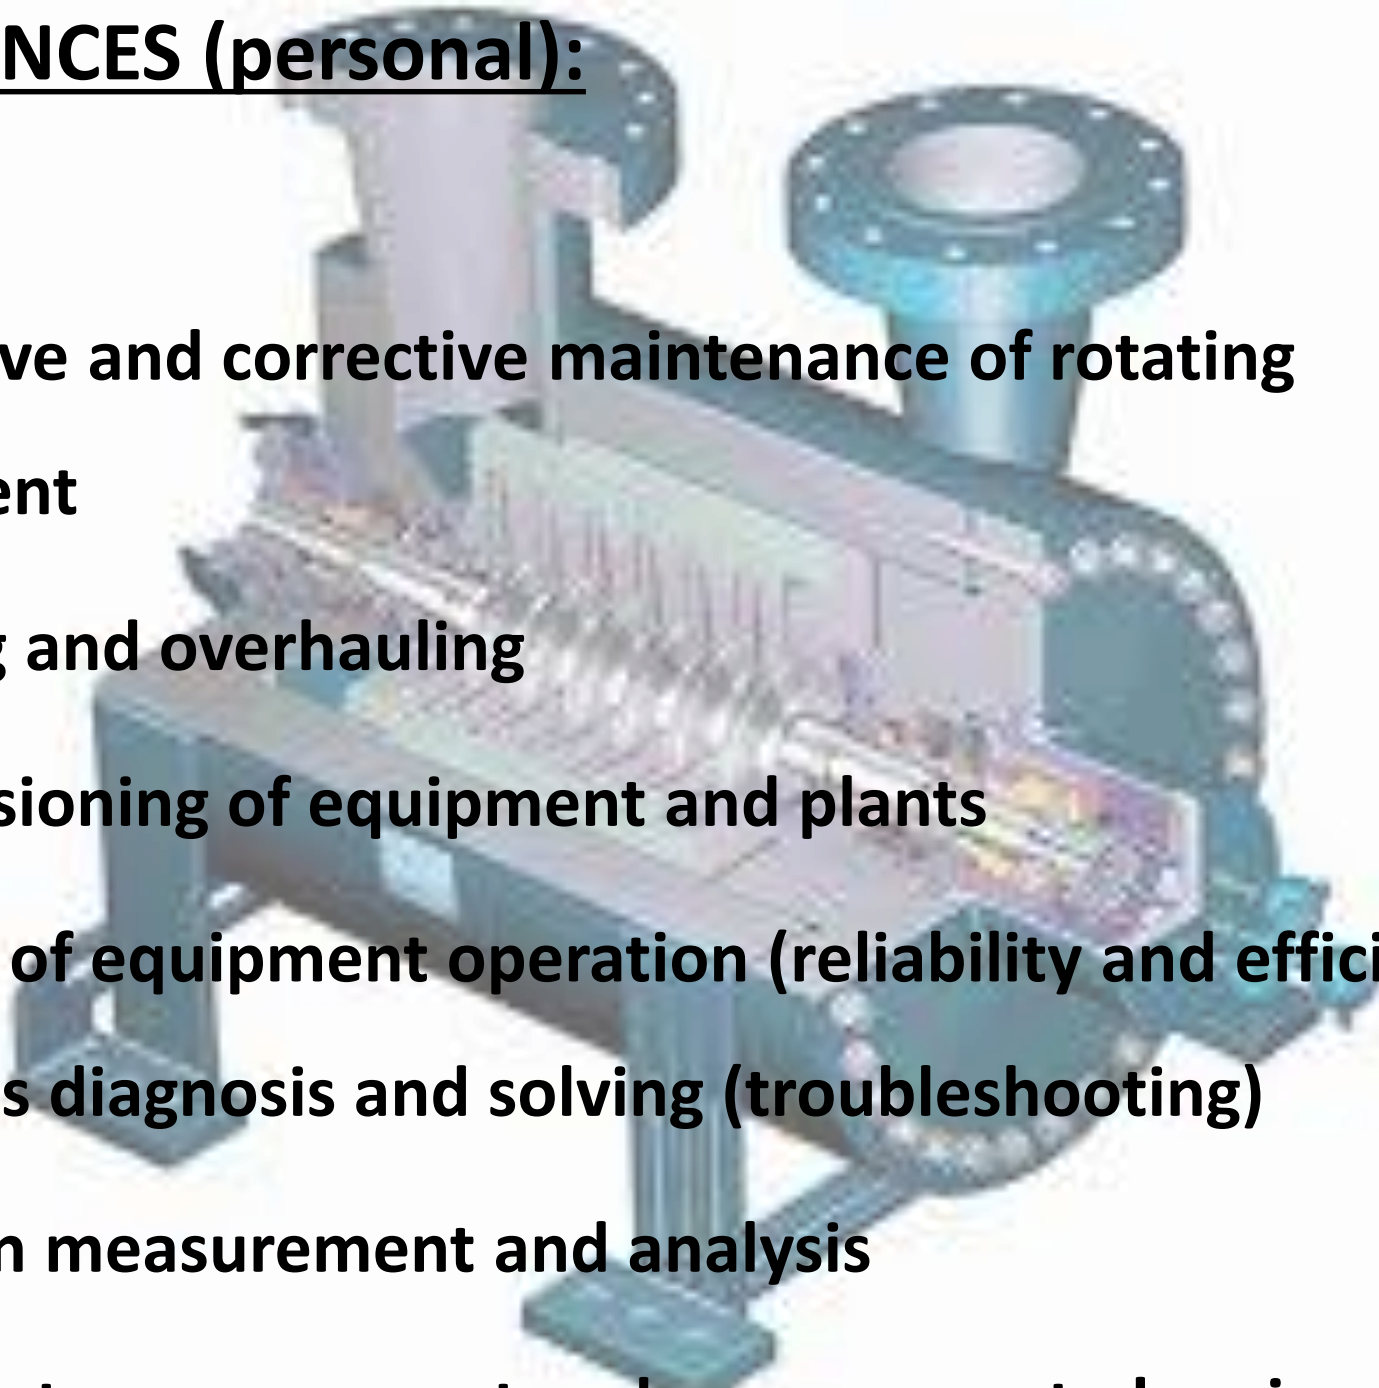 NCES (personal):
ve and corrective maintenance of rotating
ent
g and overhauling
sioning of equipment and plants
of equipment operation (reliability and effici
s diagnosis and solving (troubleshooting)
n measurement and analysis